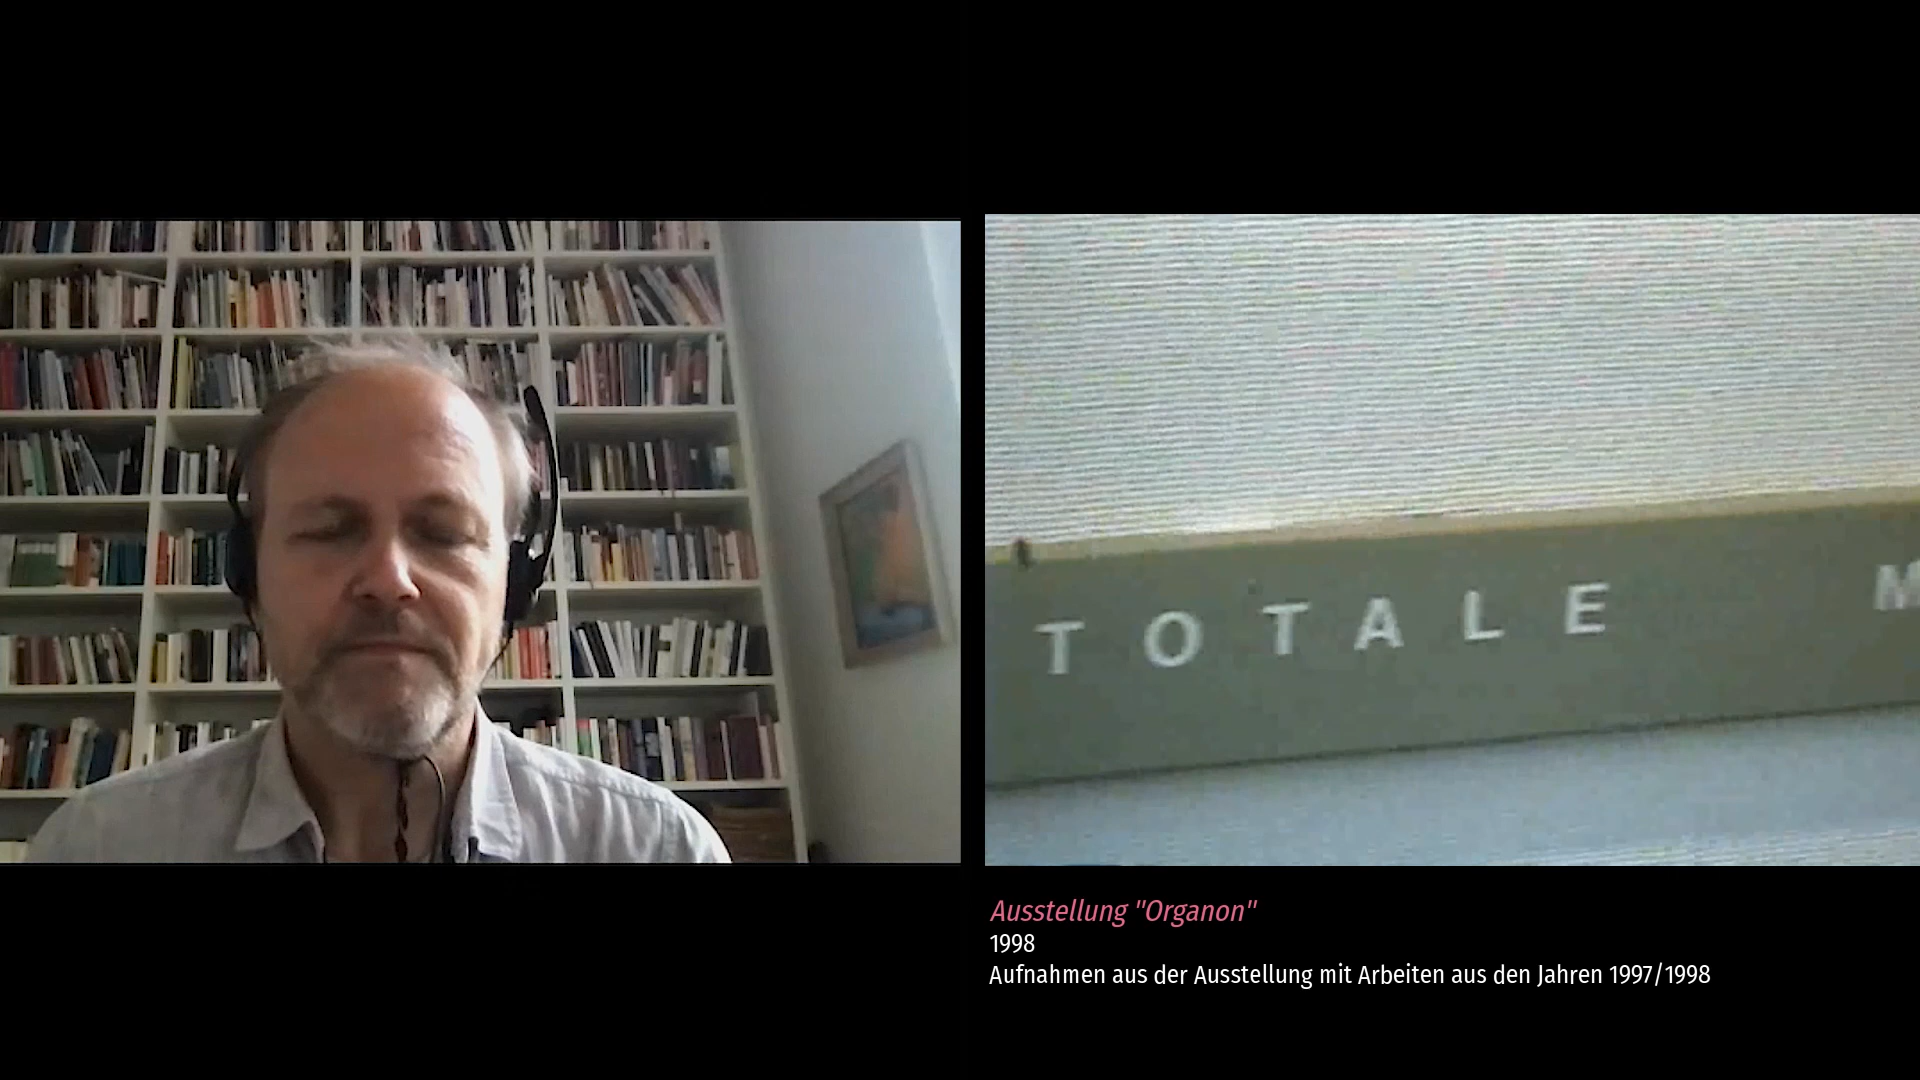 TOTALE M
Ausstellung "Organon"
1998
Aufnahmen aus der Ausstellung mit Arbeiten aus den Jahren 1997/1998